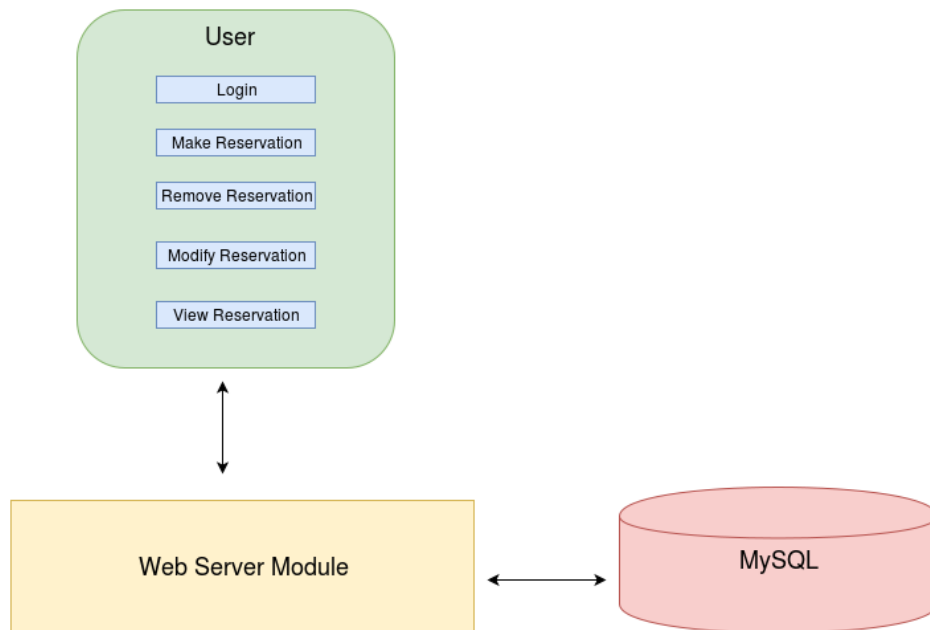 User
Login
Make Reservation
Remove Reservation
Modify Reservation
View Reservation
Web Server Module
MySQL